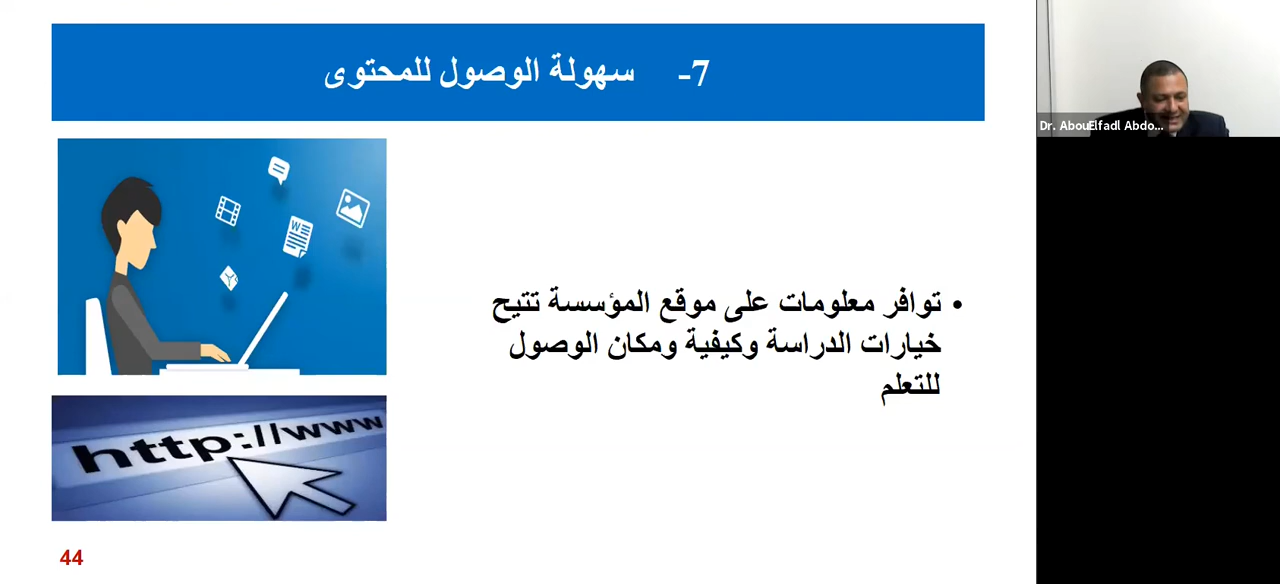 7- سهولة الوصول للمحتوى
• توافر معلومات على موقع المؤسسة تتيح
خيارات الدراسة وكيفية ومكان الوصول
للتعلم
W
http://www
44
Dr. AbouElfadl Abdo...